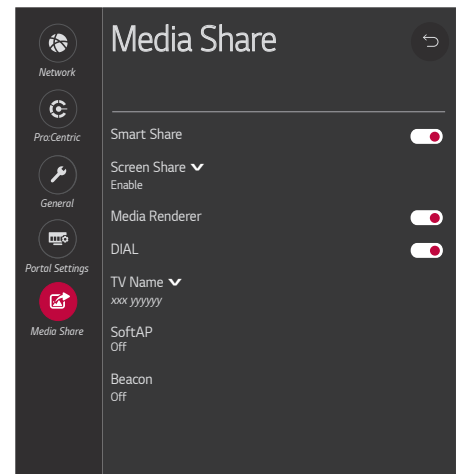 Media Share
Network
Pro:Centric
General
Portal Settings
Media Share
Smart Share
Screen Share
Enable
Media Renderer
DIAL
TV Name
xxx yyyyyy
SoftAP
Off
Beacon
Off